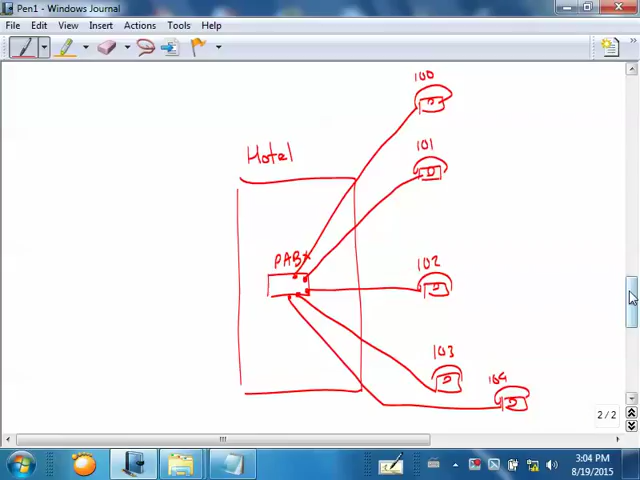 Pen1 - Windows Journal
File Edit View Insert Actions Tools Help
100
101
Hotel
PABX
102
103
104
2 / 2
3:04 PM
8/19/2015